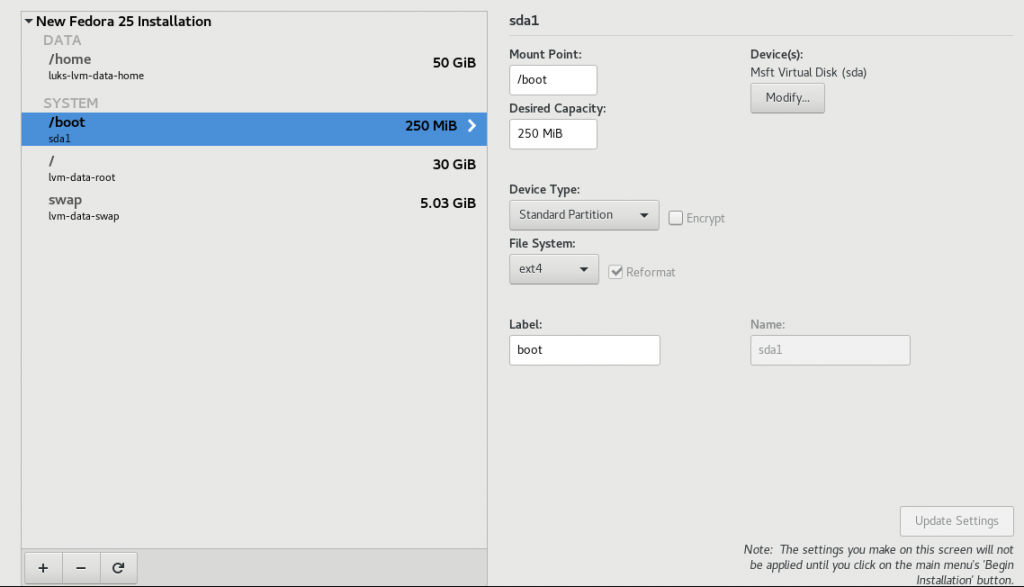 New Fedora 25 Installation
DATA
/home
50 GiB
luks-lvm-data-home
SYSTEM
/boot
250 MiB
sda1
/
30 GiB
lvm-data-root
swap
5.03 GiB
lvm-data-swap
sda1
Mount Point:
/boot
Device(s):
Msft Virtual Disk (sda)
Modify...
Desired Capacity:
250 MiB
Device Type:
Standard Partition
Encrypt
File System:
ext4
Reformat
Label:
boot
Name:
sda1
Update Settings
Note: The settings you make on this screen will not
be applied until you click on the main menu's 'Begin
Installation' button.